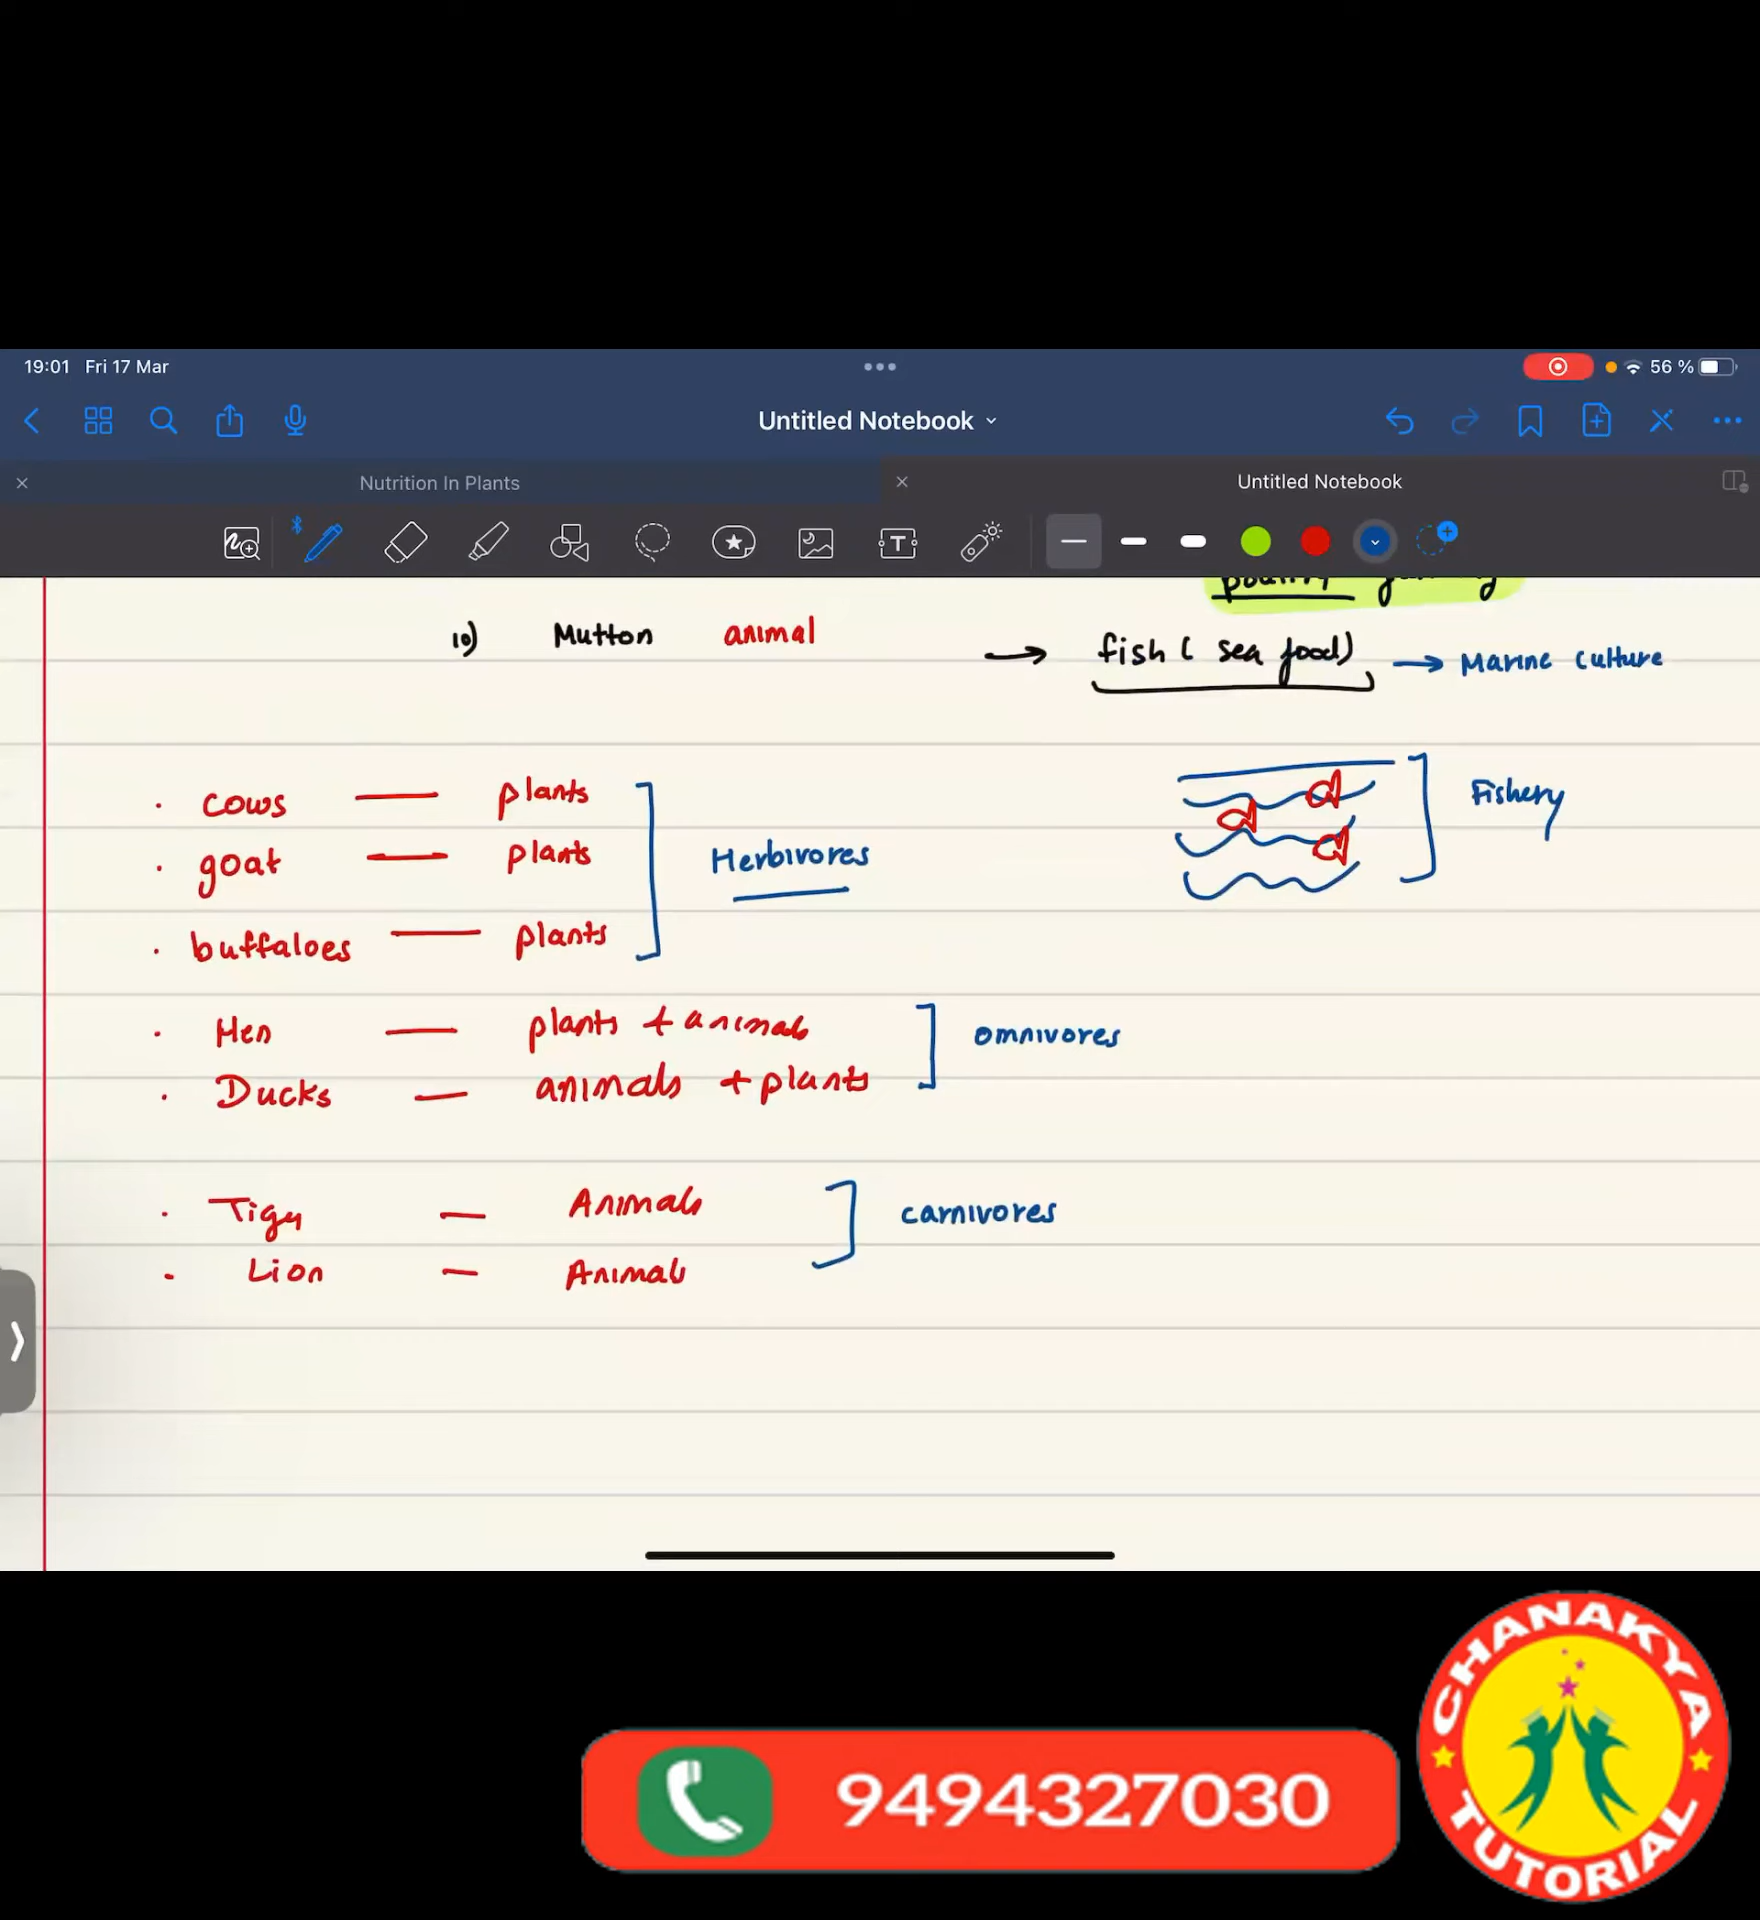 19:01 Fri 17 Mar
56 %
Untitled Notebook
Nutrition In Plants
Untitled Notebook
T
10) Mutton animal
→ fish ( sea food) → Marine culture
. cows — plants
. goat — plants
. buffaloes — plants
Herbivores
Fishery
. Hen — plants + animals
. Ducks — animals + plants
omnivores
. Tiger — Animals
. Lion — Animals
carnivores
9494327030
CHANAKYA
TUTORIAL